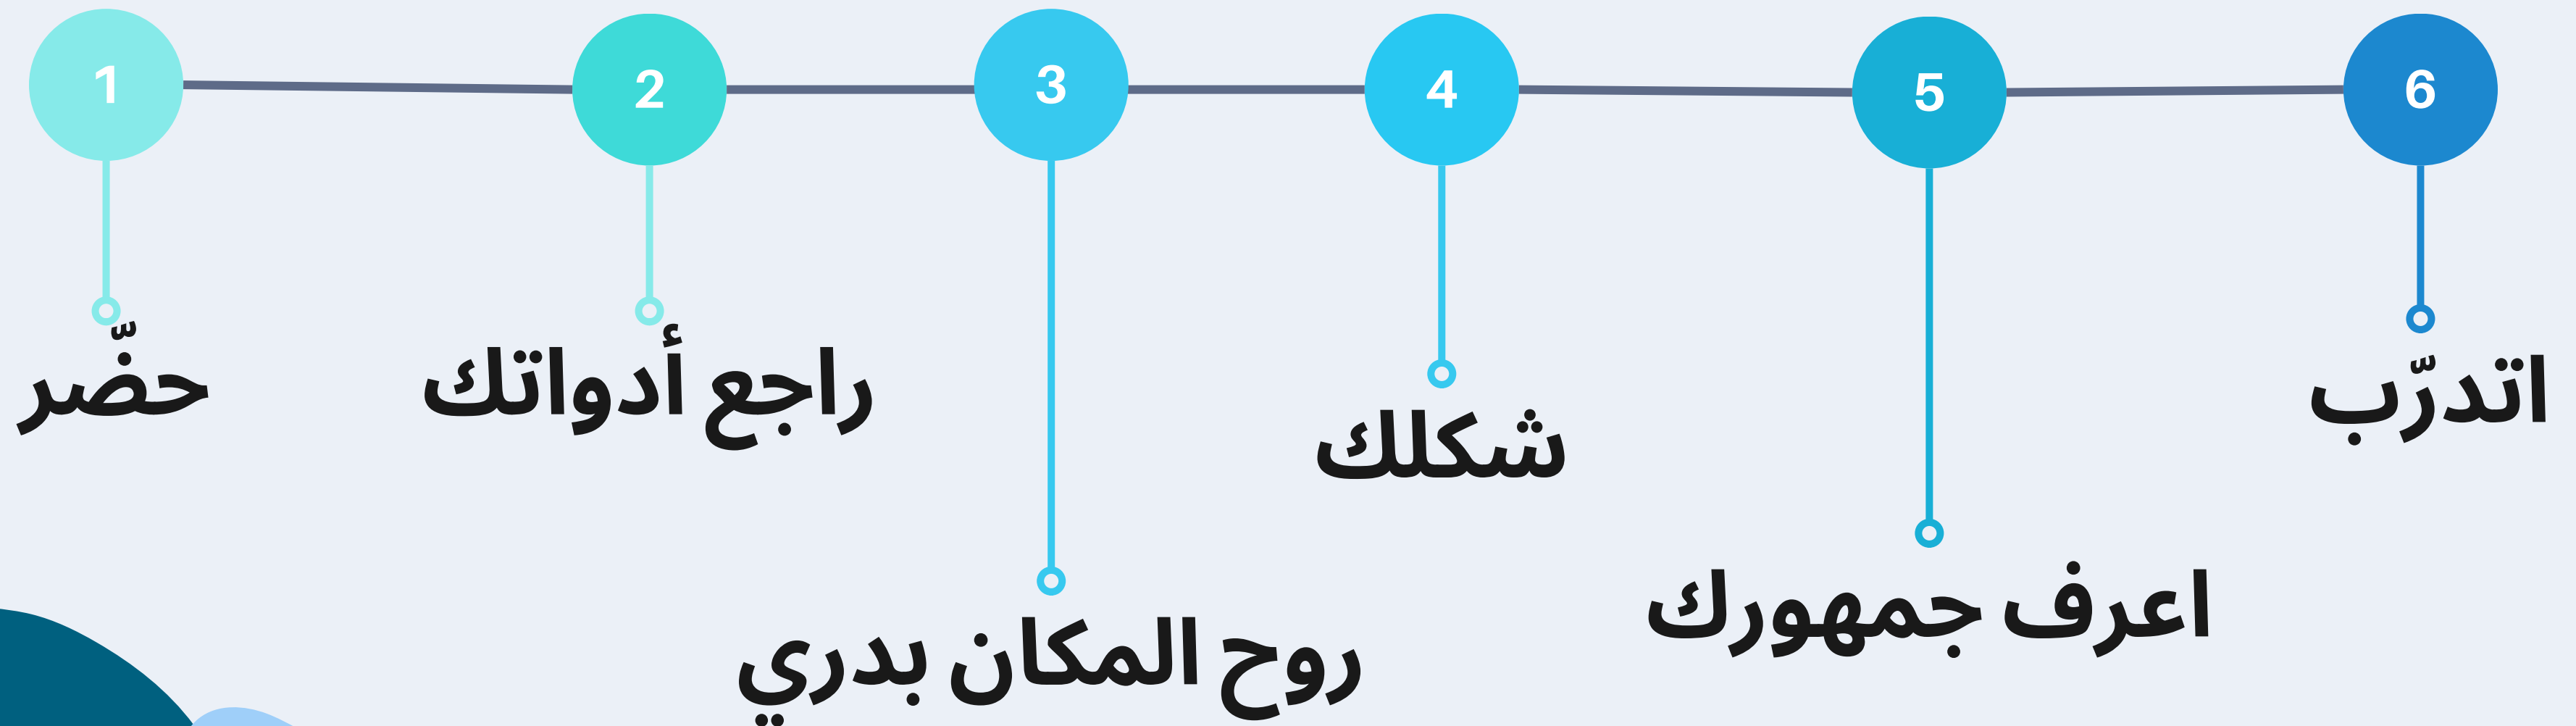 1
حضّر
2
راجع أدواتك
3
روح المكان بدري
4
شكلك
5
اعرف جمهورك
6
اتدرّب